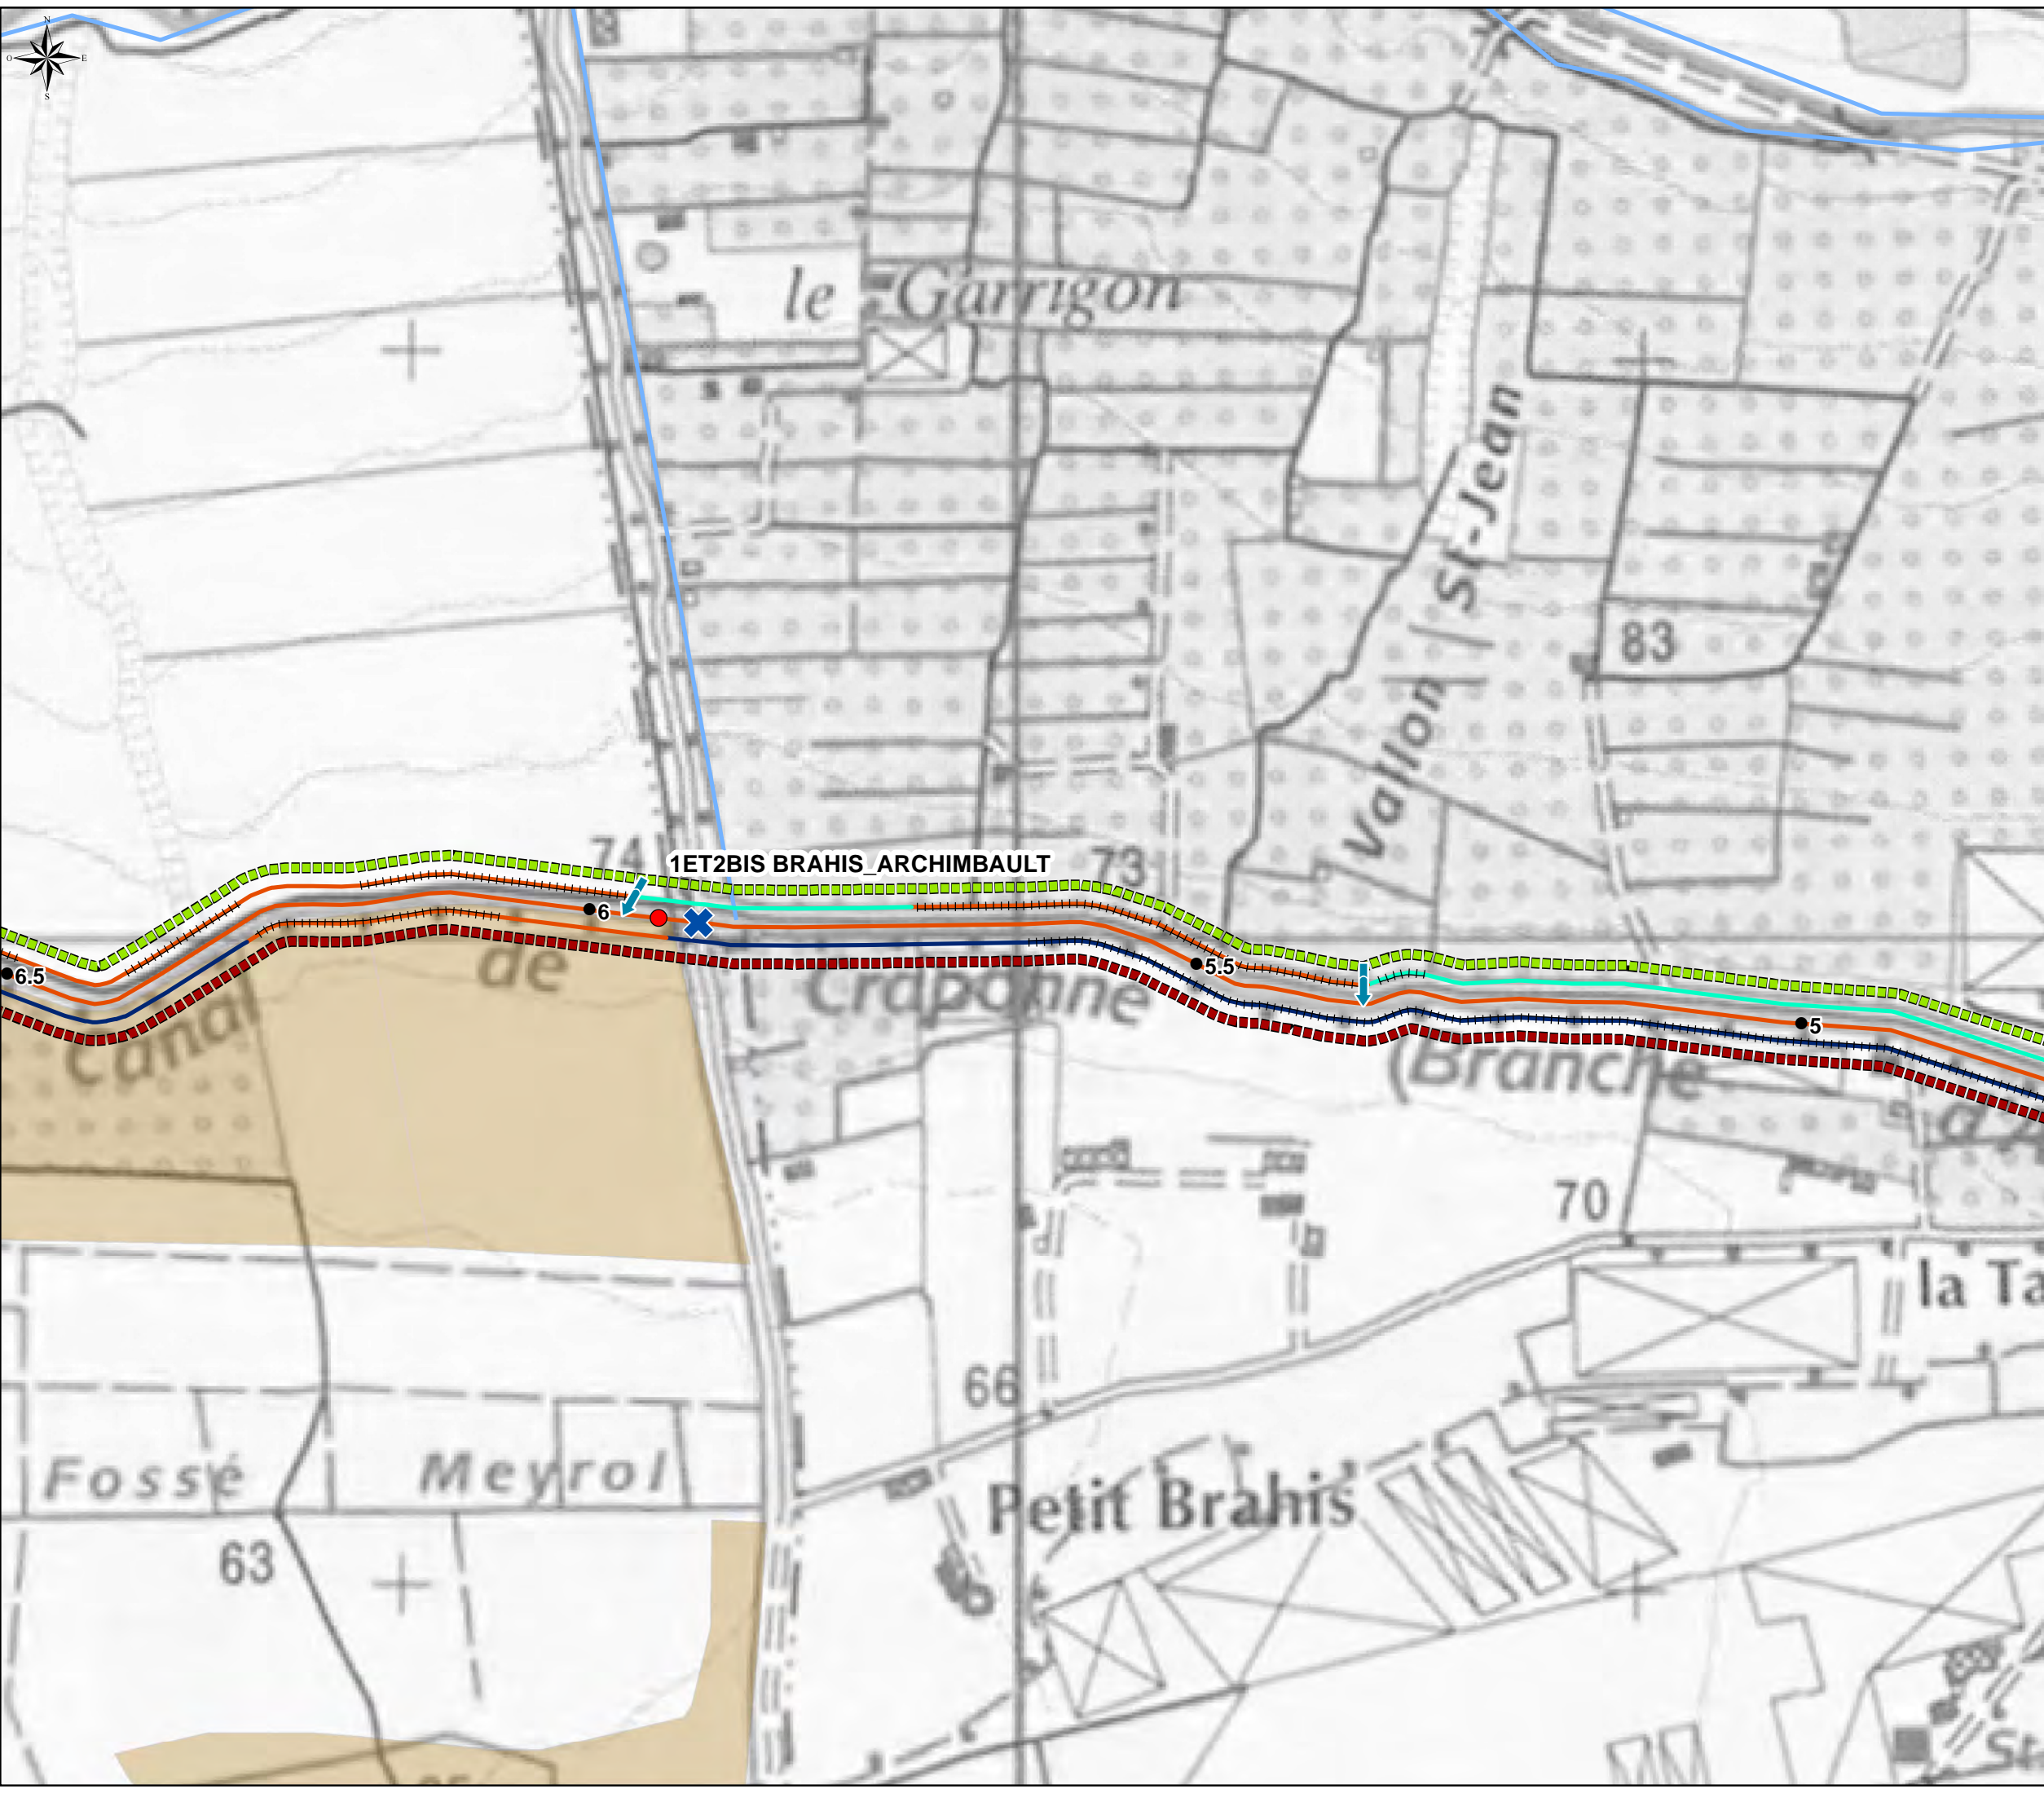 N
O E
S
le Garrigon
Vallon St-Jean
83
74
1ET2BIS BRAHIS_ARCHIMBAULT
73
6
6.5
5.5
5
Canal de Craponne
(Branche
70
la Ta
66
Fossé Meyrol
Petit Brahis
63
St-